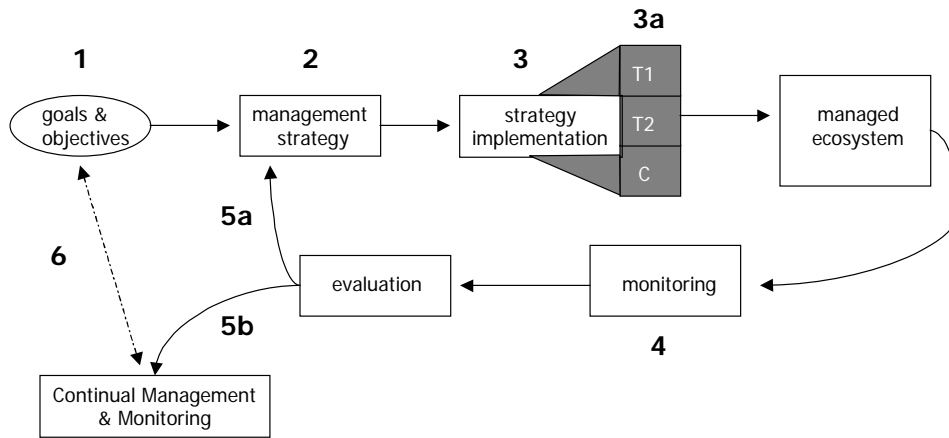 3a
1
2
3
T1
goals &
objectives
management
strategy
strategy
implementation
T2
managed
ecosystem
C
5a
6
evaluation
monitoring
5b
4
Continual Management
& Monitoring